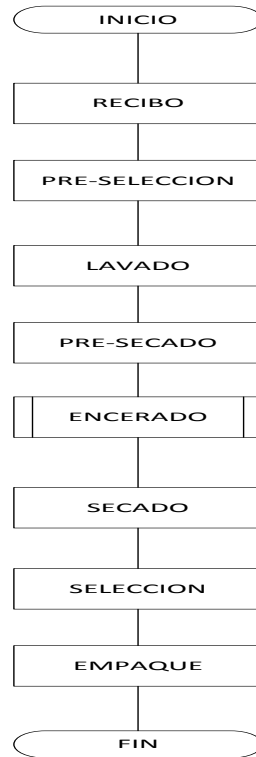 INICIO
RECIBO
PRE-SELECCION
LAVADO
PRE-SECADO
ENCERADO
SECADO
SELECCION
EMPAQUE
FIN